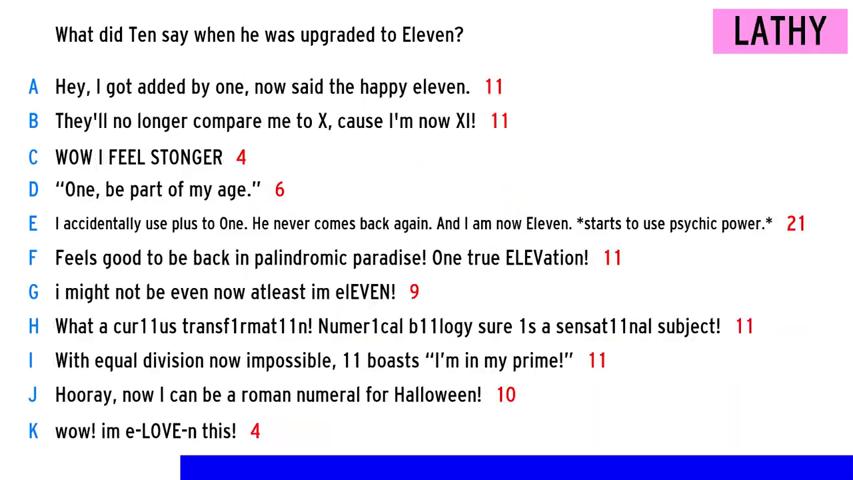 What did Ten say when he was upgraded to Eleven?
LATHY
A Hey, I got added by one, now said the happy eleven. 11
B They'll no longer compare me to X, cause I'm now XI! 11
C WOW I FEEL STONGER 4
D “One, be part of my age.” 6
E I accidentally use plus to One. He never comes back again. And I am now Eleven. *starts to use psychic power.* 21
F Feels good to be back in palindromic paradise! One true ELEVation! 11
G i might not be even now atleast im elEVEN! 9
H What a cur11us transf1rmat11n! Numer1cal b11logy sure 1s a sensat11nal subject! 11
I With equal division now impossible, 11 boasts “I’m in my prime!” 11
J Hooray, now I can be a roman numeral for Halloween! 10
K wow! im e-LOVE-n this! 4